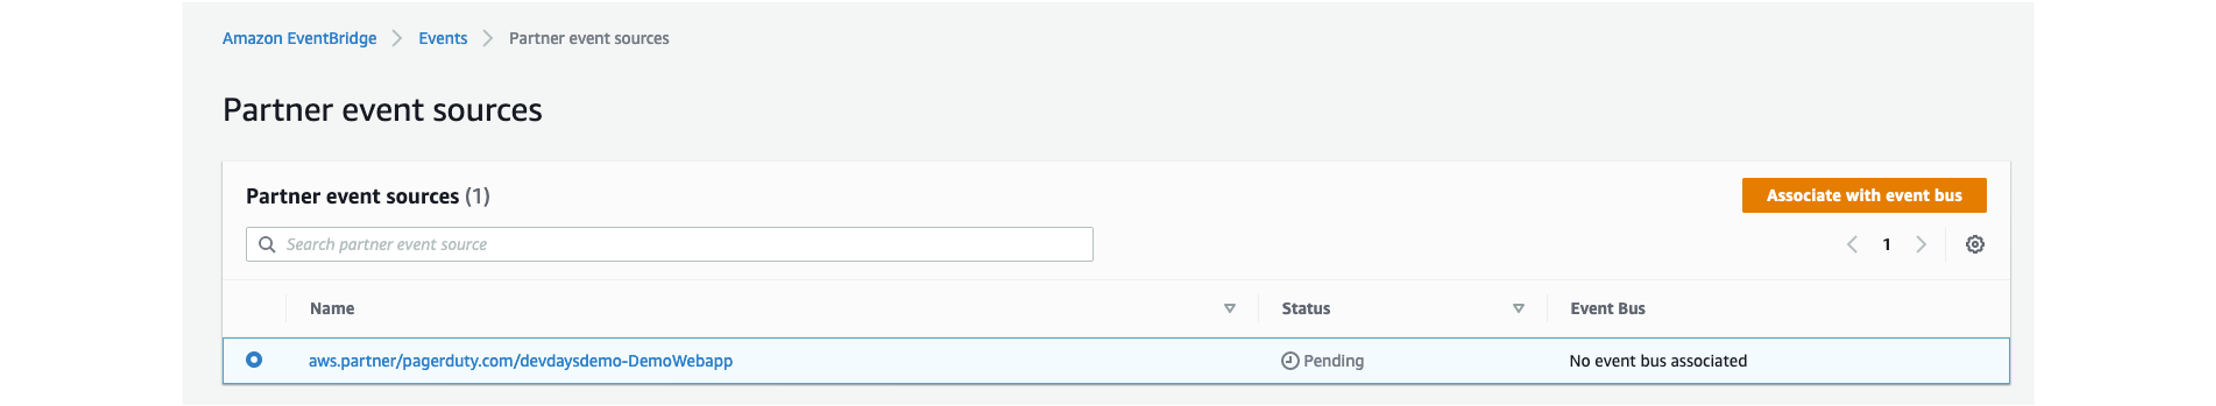 Amazon EventBridge > Events > Partner event sources
Partner event sources
Partner event sources (1)
Associate with event bus
Search partner event source
1
Name Status Event Bus
aws.partner/pagerduty.com/devdaysdemo-DemoWebapp Pending No event bus associated